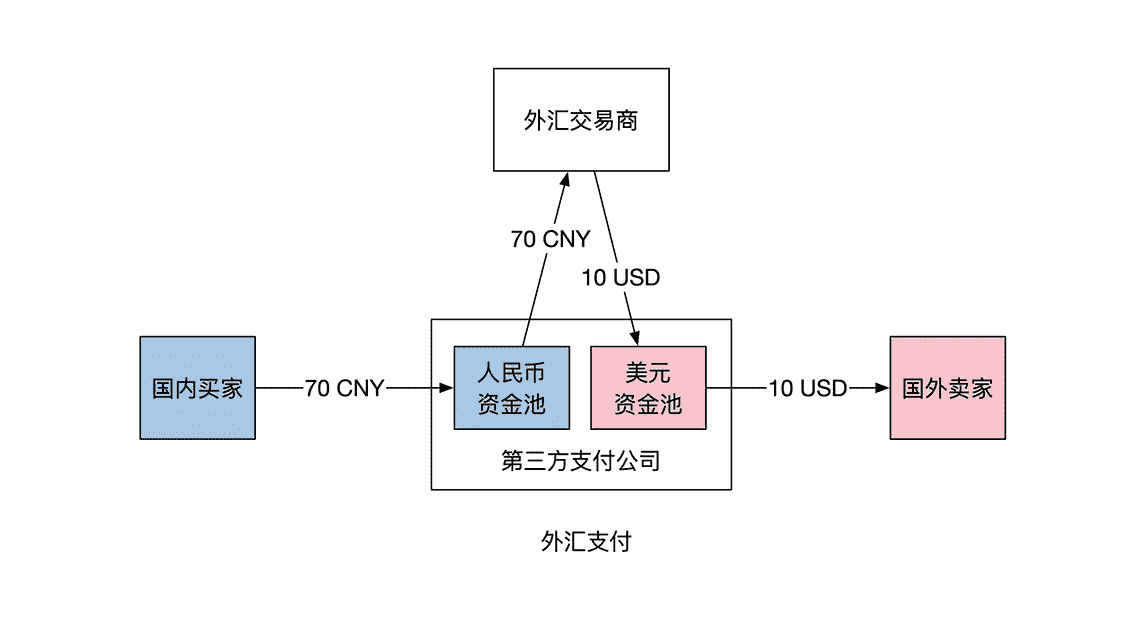 外汇交易商
70 CNY
10 USD
国内买家
70 CNY
人民币
资金池
美元
资金池
10 USD
国外卖家
第三方支付公司
外汇支付